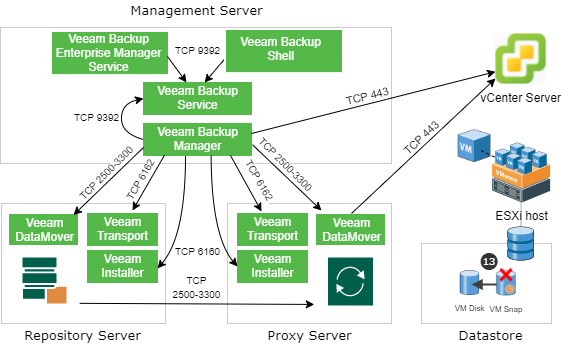 Management Server
Veeam Backup
Enterprise Manager
Service
Veeam Backup
Shell
TCP 9392
TCP 9392
Veeam Backup
Service
TCP 9392
Veeam Backup
Manager
TCP 443
vCenter Server
TCP 443
TCP 2500-3300
TCP 6162
TCP 6162
TCP 2500-3300
VM
VMware
ESXi host
Veeam
DataMover
Veeam
Transport
Veeam
Installer
TCP 6160
Veeam
Transport
Veeam
DataMover
Veeam
Installer
TCP
2500-3300
13
VM Disk
VM Snap
Repository Server
Proxy Server
Datastore